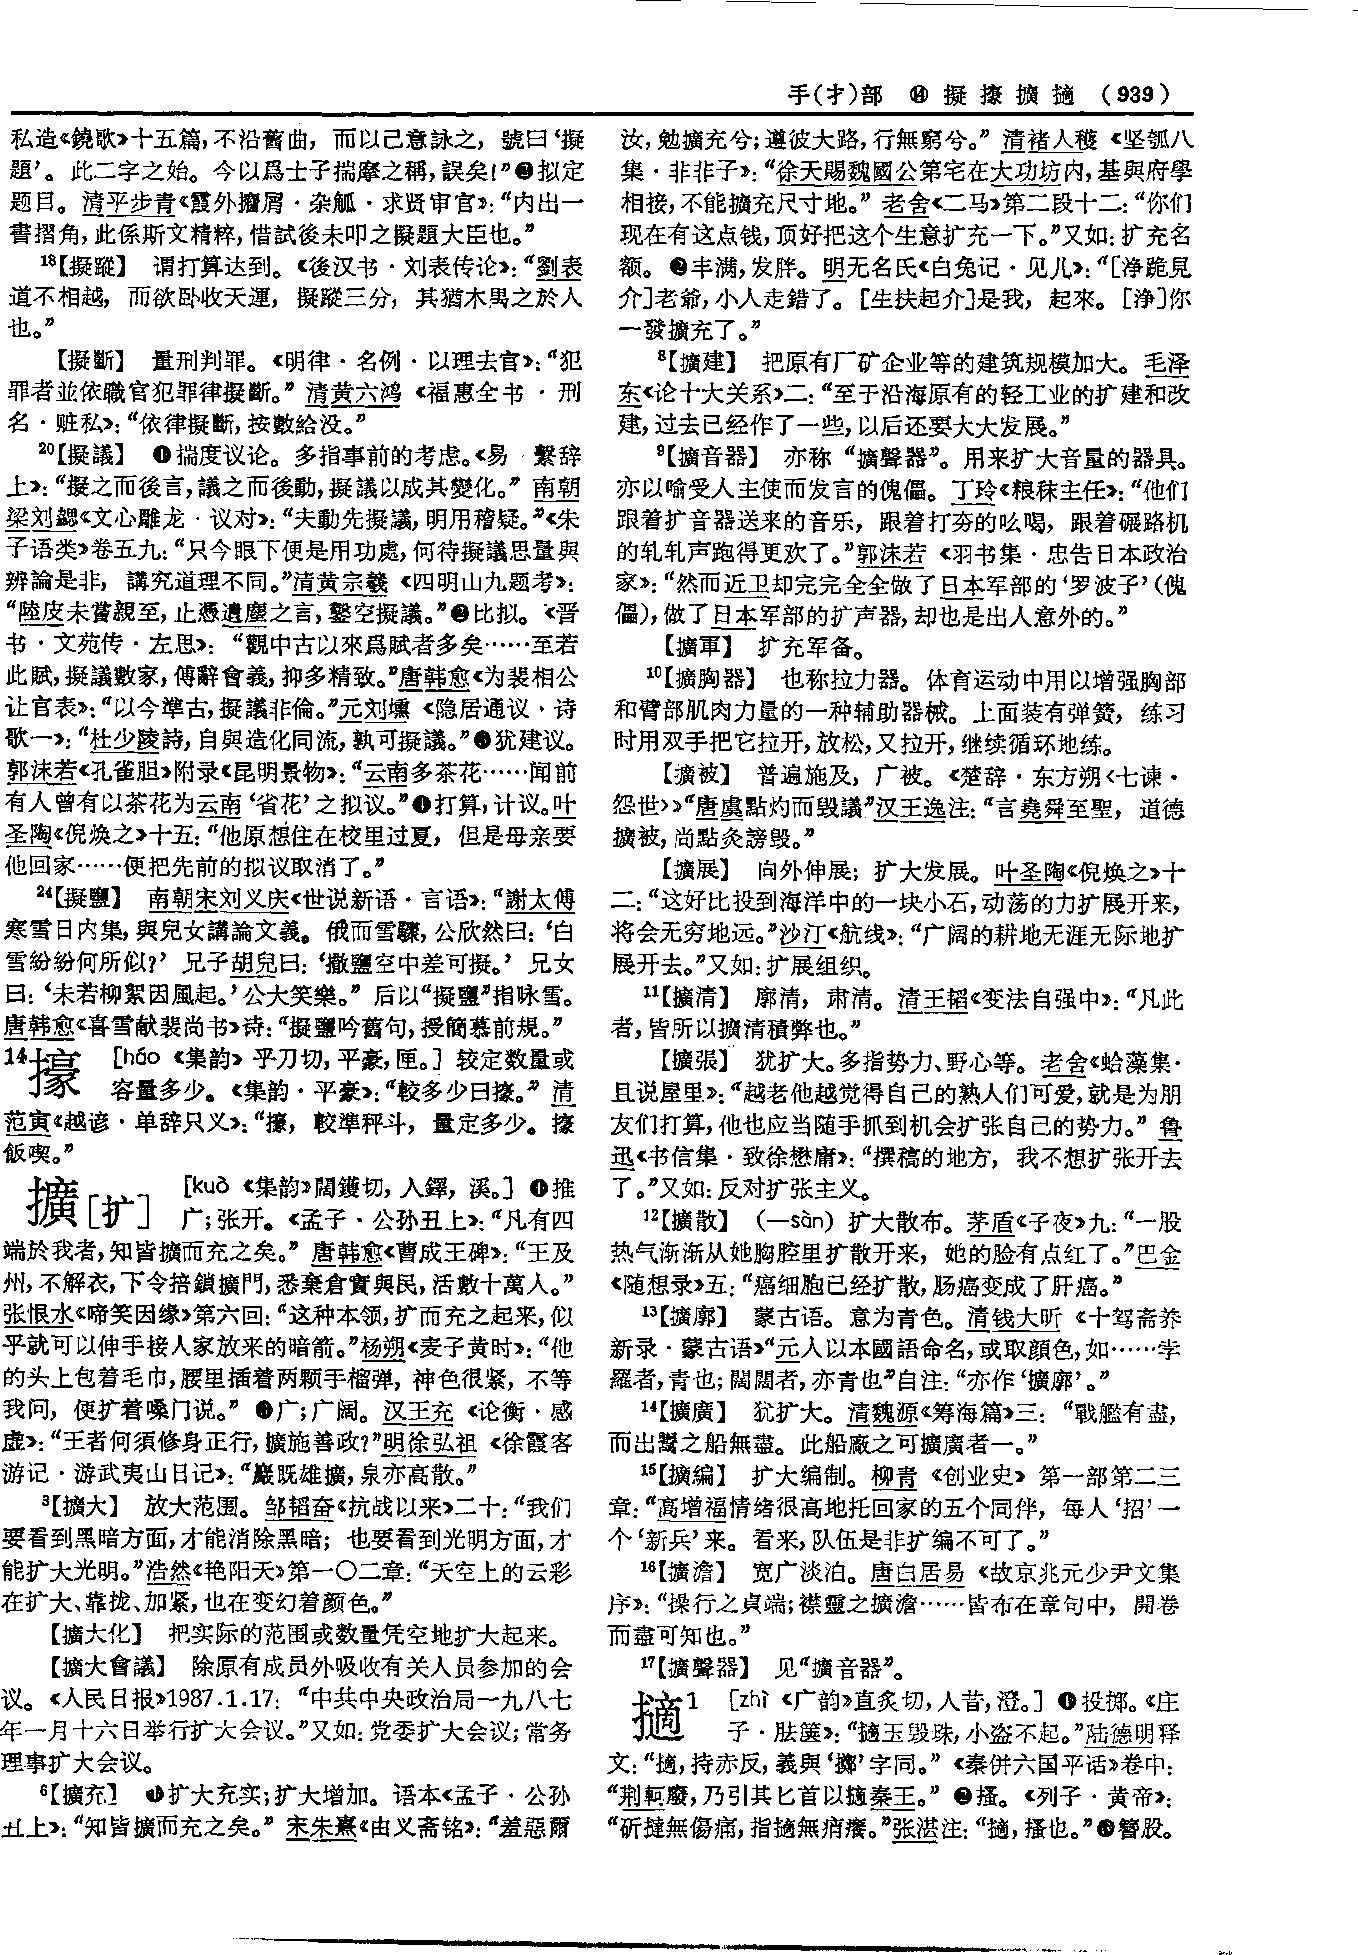 手(扌)部 ⑭ 擬 擦 擴 擿 (939)
私造《鐃歌》十五篇,不沿舊曲, 而以己意詠之, 號曰‘擬
題’。此二字之始。今以爲士子揣摩之稱,誤矣!”❷拟定
题目。清平步青《霞外攟屑·杂觚·求贤审官》:“内出一
書摺角,此係斯文精粹,惜試後未叩之擬題大臣也。”
18【擬蹤】 谓打算达到。《後汉书·刘表传论》:“劉表
道不相越, 而欲卧收天運, 擬蹤三分, 其猶木禺之於人
也。”
【擬斷】 量刑判罪。《明律·名例·以理去官》:“犯
罪者並依職官犯罪律擬斷。” 清黄六鸿 《福惠全书·刑
名·赃私》:“依律擬斷,按數給没。”
20【擬議】 ❶揣度议论。多指事前的考虑。《易·繫辞
上》:“擬之而後言,議之而後動,擬議以成其變化。” 南朝
梁刘勰《文心雕龙·议对》:“夫動先擬議,明用稽疑。”《朱
子语类》卷五九:“只今眼下便是用功處,何待擬議思量與
辨論是非, 講究道理不同。”清黄宗羲 《四明山九题考》:
“陸皮未嘗親至,止憑遺塵之言,鑿空擬議。”❷比拟。《晋
书·文苑传·左思》: “觀中古以來爲賦者多矣……至若
此賦,擬議數家,傅辭會義,抑多精致。”唐韩愈《为裴相公
让官表》:“以今準古,擬議非倫。”元刘壎 《隐居通议·诗
歌一》:“杜少陵詩,自與造化同流,孰可擬議。”❸犹建议。
郭沫若《孔雀胆》附录《昆明景物》:“云南多茶花……闻前
有人曾有以茶花为云南‘省花’之拟议。”❹打算,计议。叶
圣陶《倪焕之》十五:“他原想住在校里过夏, 但是母亲要
他回家……便把先前的拟议取消了。”
24【擬鹽】 南朝宋刘义庆《世说新语·言语》:“謝太傅
寒雪日内集,與兒女講論文義。俄而雪驟,公欣然曰:‘白
雪紛紛何所似?’ 兄子胡兒曰:‘撒鹽空中差可擬。’ 兄女
曰:‘未若柳絮因風起。’公大笑樂。” 后以“擬鹽”指咏雪。
唐韩愈《喜雪献裴尚书》诗:“擬鹽吟舊句,授簡慕前規。”
14 㩝 [háo 《集韵》乎刀切,平豪,匣。] 较定数量或
容量多少。《集韵·平豪》:“較多少曰㩝。” 清
范寅《越谚·单辞只义》:“㩝, 較準秤斗, 量定多少。㩝
飯喫。”
擴[扩] [kuò 《集韵》闊鑊切,入鐸,溪。] ❶推
广;张开。《孟子·公孙丑上》:“凡有四
端於我者,知皆擴而充之矣。” 唐韩愈《曹成王碑》:“王及
州,不解衣,下令掊鎖擴門,悉棄倉實與民,活數十萬人。”
张恨水《啼笑因缘》第六回:“这种本领,扩而充之起来,似
乎就可以伸手接人家放来的暗箭。”杨朔《麦子黄时》:“他
的头上包着毛巾,腰里插着两颗手榴弹, 神色很紧, 不等
我问, 便扩着嗓门说。” ❷广;广阔。汉王充 《论衡·感
虚》:“王者何須修身正行,擴施善政?”明徐弘祖 《徐霞客
游记·游武夷山日记》:“巖既雄擴,泉亦高散。”
3【擴大】 放大范围。邹韬奋《抗战以来》二十:“我们
要看到黑暗方面,才能消除黑暗; 也要看到光明方面,才
能扩大光明。”浩然《艳阳天》第一〇二章:“天空上的云彩
在扩大、靠拢、加紧,也在变幻着颜色。”
【擴大化】 把实际的范围或数量凭空地扩大起来。
【擴大會議】 除原有成员外吸收有关人员参加的会
议。《人民日报》1987.1.17: “中共中央政治局一九八七
年一月十六日举行扩大会议。”又如: 党委扩大会议;常务
理事扩大会议。
6【擴充】 ❶扩大充实;扩大增加。语本《孟子·公孙
丑上》:“知皆擴而充之矣。” 宋朱熹《由义斋铭》:“羞惡爾
汝,勉擴充兮;遵彼大路,行無窮兮。” 清褚人穫 《坚瓠八
集·非非子》:“徐天賜魏國公第宅在大功坊内,基與府學
相接,不能擴充尺寸地。” 老舍《二马》第二段十二:“你们
现在有这点钱,顶好把这个生意扩充一下。”又如: 扩充名
额。❷丰满,发胖。明无名氏《白兔记·见儿》:“[净跪見
介]老爺,小人走錯了。[生扶起介]是我, 起來。[净]你
一發擴充了。”
8【擴建】 把原有厂矿企业等的建筑规模加大。毛泽
东《论十大关系》二:“至于沿海原有的轻工业的扩建和改
建,过去已经作了一些,以后还要大大发展。”
9【擴音器】 亦称“擴聲器”。用来扩大音量的器具。
亦以喻受人主使而发言的傀儡。丁玲《粮秣主任》:“他们
跟着扩音器送来的音乐, 跟着打夯的吆喝, 跟着碾路机
的轧轧声跑得更欢了。”郭沫若 《羽书集·忠告日本政治
家》:“然而近卫却完完全全做了日本军部的‘罗波子’(傀
儡),做了日本军部的扩声器,却也是出人意外的。”
【擴軍】 扩充军备。
10【擴胸器】 也称拉力器。体育运动中用以增强胸部
和臂部肌肉力量的一种辅助器械。上面装有弹簧, 练习
时用双手把它拉开,放松,又拉开,继续循环地练。
【擴被】 普遍施及, 广被。《楚辞·东方朔〈七谏·
怨世〉》“唐虞點灼而毀議”汉王逸注:“言堯舜至聖, 道德
擴被,尚點灸謗毀。”
【擴展】 向外伸展; 扩大发展。叶圣陶《倪焕之》十
二:“这好比投到海洋中的一块小石,动荡的力扩展开来,
将会无穷地远。”沙汀《航线》:“广阔的耕地无涯无际地扩
展开去。”又如: 扩展组织。
11【擴清】 廓清, 肃清。清王韬《变法自强中》:“凡此
者,皆所以擴清積弊也。”
【擴張】 犹扩大。多指势力、野心等。老舍《蛤藻集·
且说屋里》:“越老他越觉得自己的熟人们可爱,就是为朋
友们打算,他也应当随手抓到机会扩张自己的势力。” 鲁
迅《书信集·致徐懋庸》:“撰稿的地方, 我不想扩张开去
了。”又如: 反对扩张主义。
12【擴散】 (—sàn) 扩大散布。茅盾《子夜》九:“一股
热气渐渐从她胸腔里扩散开来, 她的脸有点红了。”巴金
《随想录》五:“癌细胞已经扩散,肠癌变成了肝癌。”
13【擴廓】 蒙古语。意为青色。清钱大昕 《十驾斋养
新录·蒙古语》“元人以本國語命名,或取顔色,如……孛
羅者,青也;闊闊者,亦青也”自注:“亦作‘擴廓’。”
14【擴廣】 犹扩大。清魏源《筹海篇》三: “戰艦有盡,
而出鬻之船無盡。此船廠之可擴廣者一。”
15【擴編】 扩大编制。柳青 《创业史》 第一部第二三
章:“高增福情绪很高地托回家的五个同伴, 每人‘招’一
个‘新兵’来。看来,队伍是非扩编不可了。”
16【擴澹】 宽广淡泊。唐白居易 《故京兆元少尹文集
序》:“操行之貞端;襟靈之擴澹……皆布在章句中, 開卷
而盡可知也。”
17【擴聲器】 见“擴音器”。
擿1 [zhì 《广韵》直炙切,入昔,澄。] ❶投掷。《庄
子·胠箧》:“擿玉毀珠,小盗不起。”陆德明释
文:“擿,持赤反,義與‘擲’字同。” 《秦併六国平话》卷中:
“荆軻廢,乃引其匕首以擿秦王。” ❷搔。《列子·黄帝》:
“斫撻無傷痛,指擿無痟癢。”张湛注:“擿,搔也。”❸簪股。